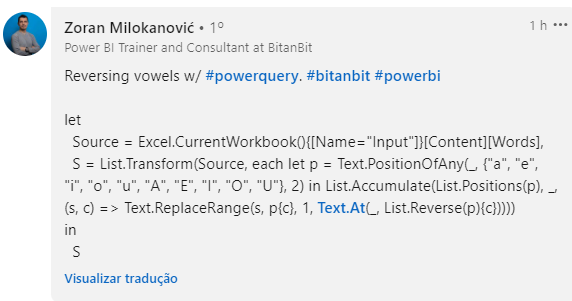 Zoran Milokanović • 1º
1 h •••
Power BI Trainer and Consultant at BitanBit
Reversing vowels w/ #powerquery. #bitanbit #powerbi
let
Source = Excel.CurrentWorkbook(){[Name="Input"]}[Content][Words],
S = List.Transform(Source, each let p = Text.PositionOfAny(_, {"a", "e",
"i", "o", "u", "A", "E", "I", "O", "U"}, 2) in List.Accumulate(List.Positions(p), _,
(s, c) => Text.ReplaceRange(s, p{c}, 1, Text.At(_, List.Reverse(p){c}))))
in
S
Visualizar tradução